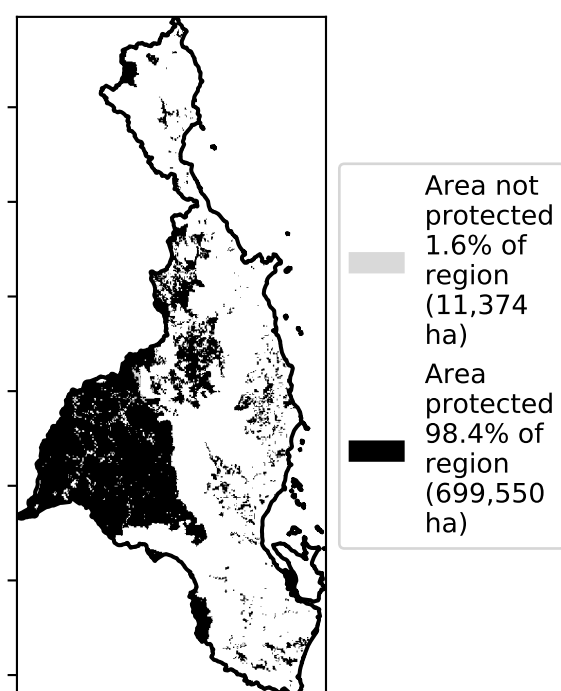 Area not
protected
1.6% of
region
(11,374
ha)
Area
protected
98.4% of
region
(699,550
ha)